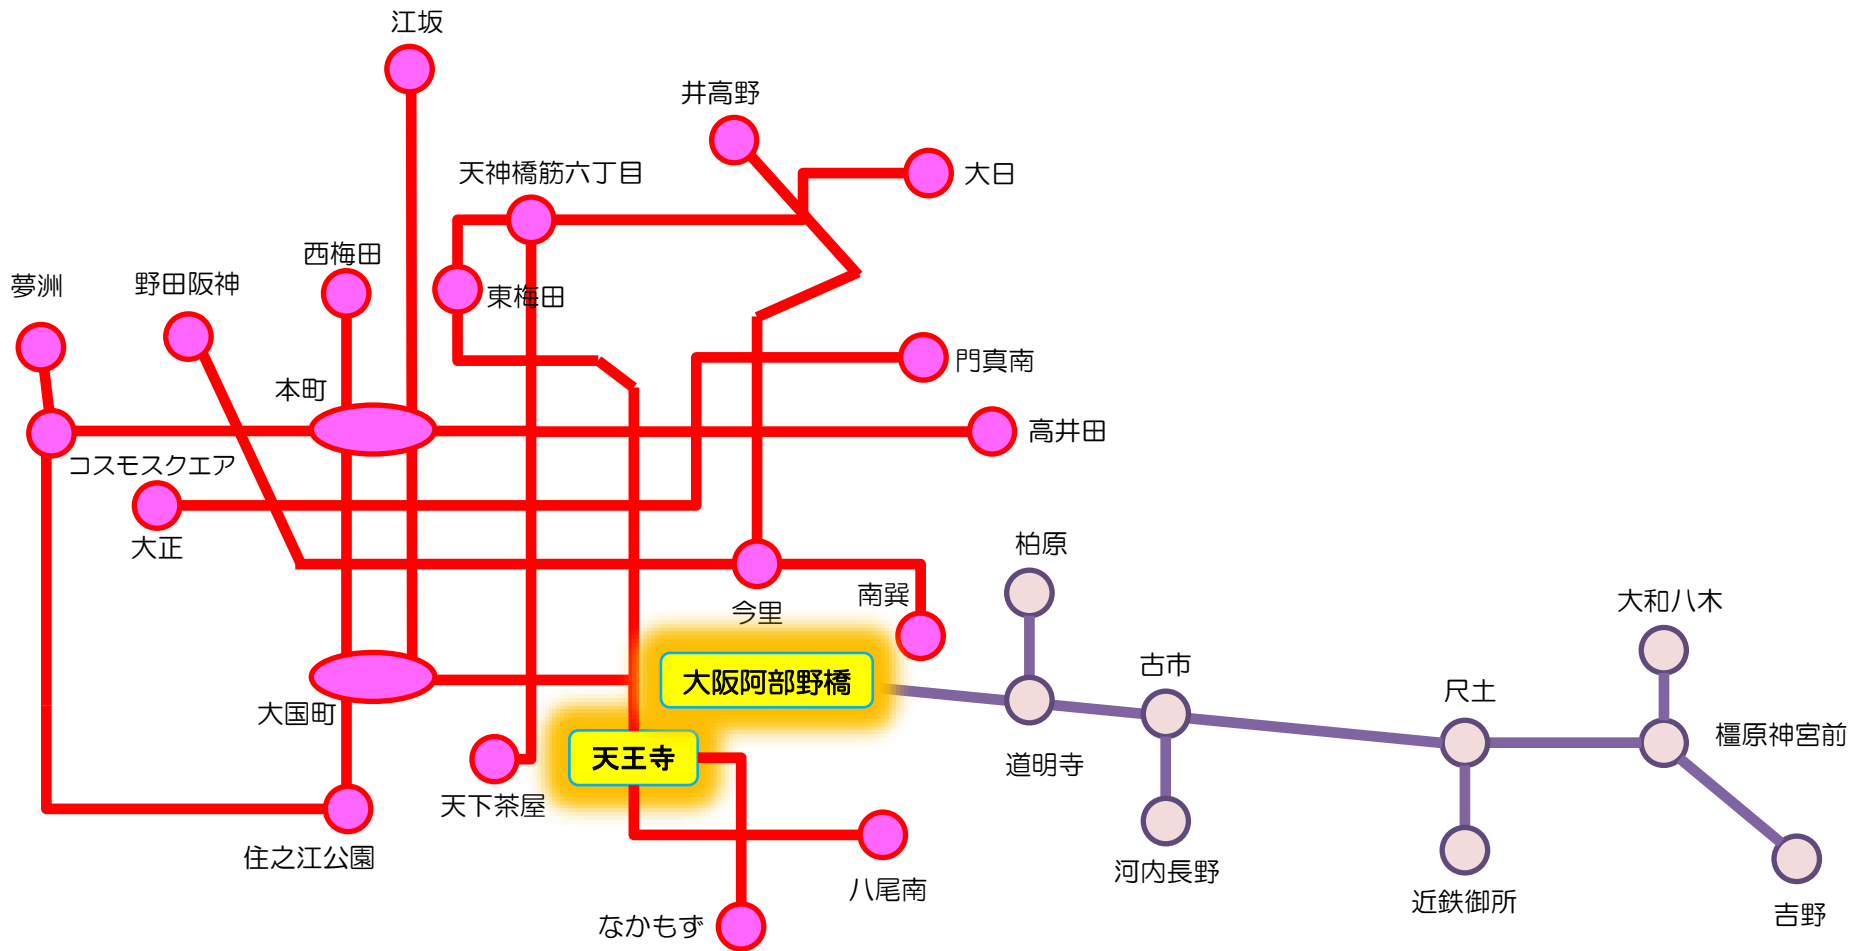 江坂
井高野
天神橋筋六丁目
大日
西梅田
野田阪神
夢洲
東梅田
門真南
本町
高井田
コスモスクエア
大正
柏原
南巽
今里
大和八木
大阪阿部野橋
古市
尺土
大国町
橿原神宮前
天王寺
道明寺
天下茶屋
住之江公園
河内長野
八尾南
近鉄御所
吉野
なかもず